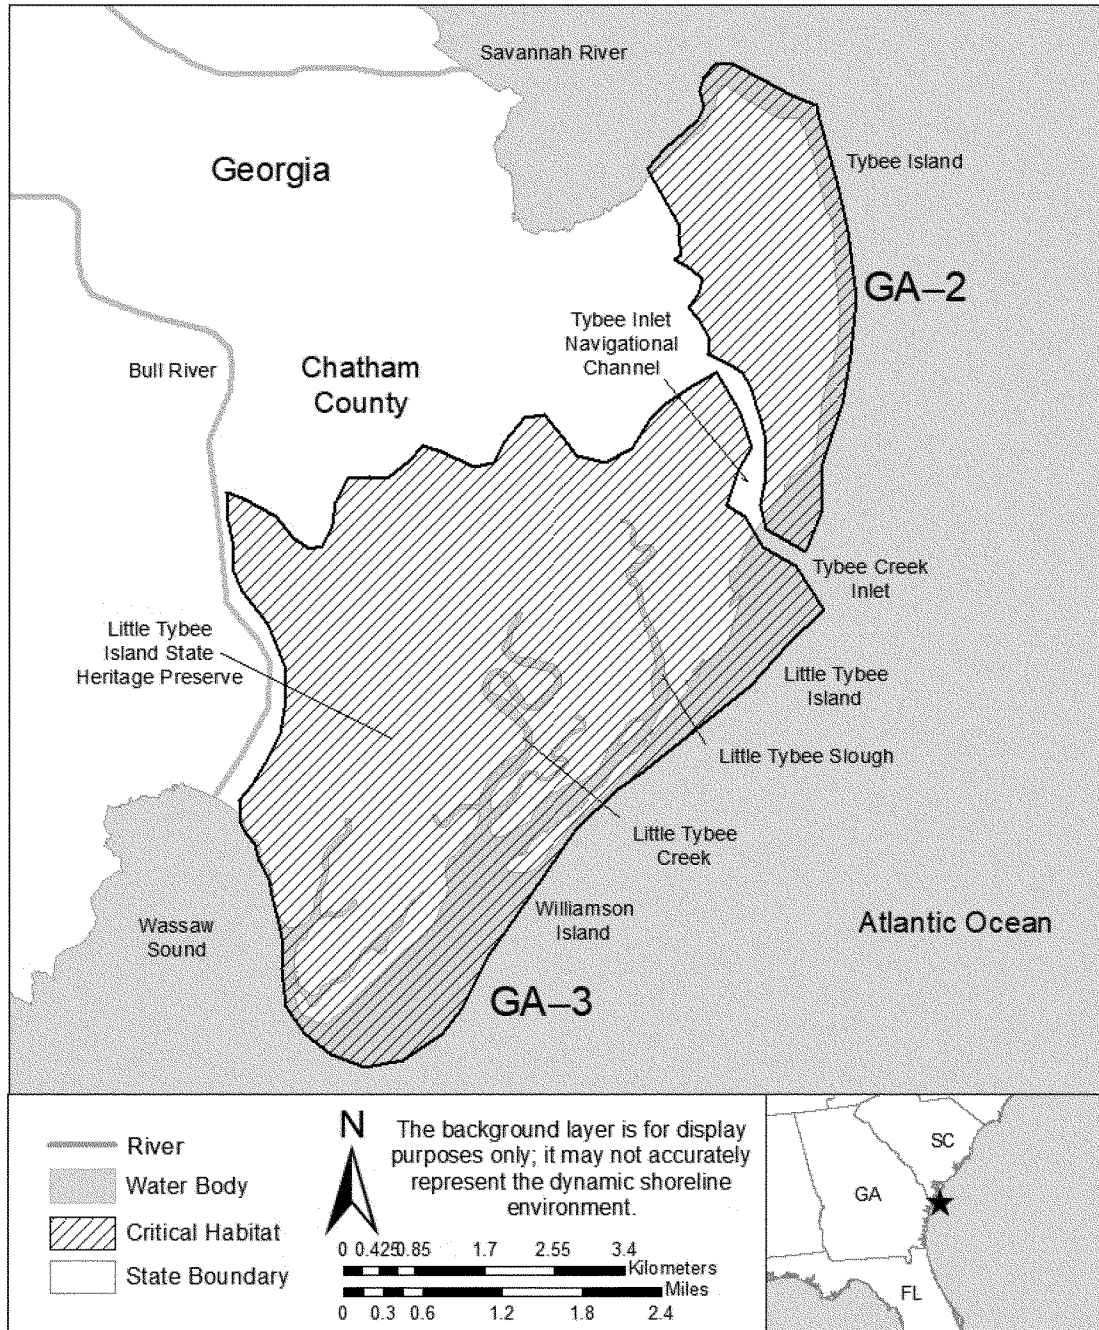 Savannah River
Georgia
Tybee Island
GA–2
Tybee Inlet
Navigational
Channel
Bull River
Chatham
County
Tybee Creek
Inlet
Little Tybee
Island State
Heritage Preserve
Little Tybee
Island
Little Tybee Slough
Little Tybee
Creek
Williamson
Island
Wassaw
Sound
Atlantic Ocean
GA–3
River
Water Body
Critical Habitat
State Boundary
N
The background layer is for display
purposes only; it may not accurately
represent the dynamic shoreline
environment.
0 0.425 0.85 1.7 2.55 3.4
Kilometers
Miles
0 0.3 0.6 1.2 1.8 2.4
SC
GA
FL